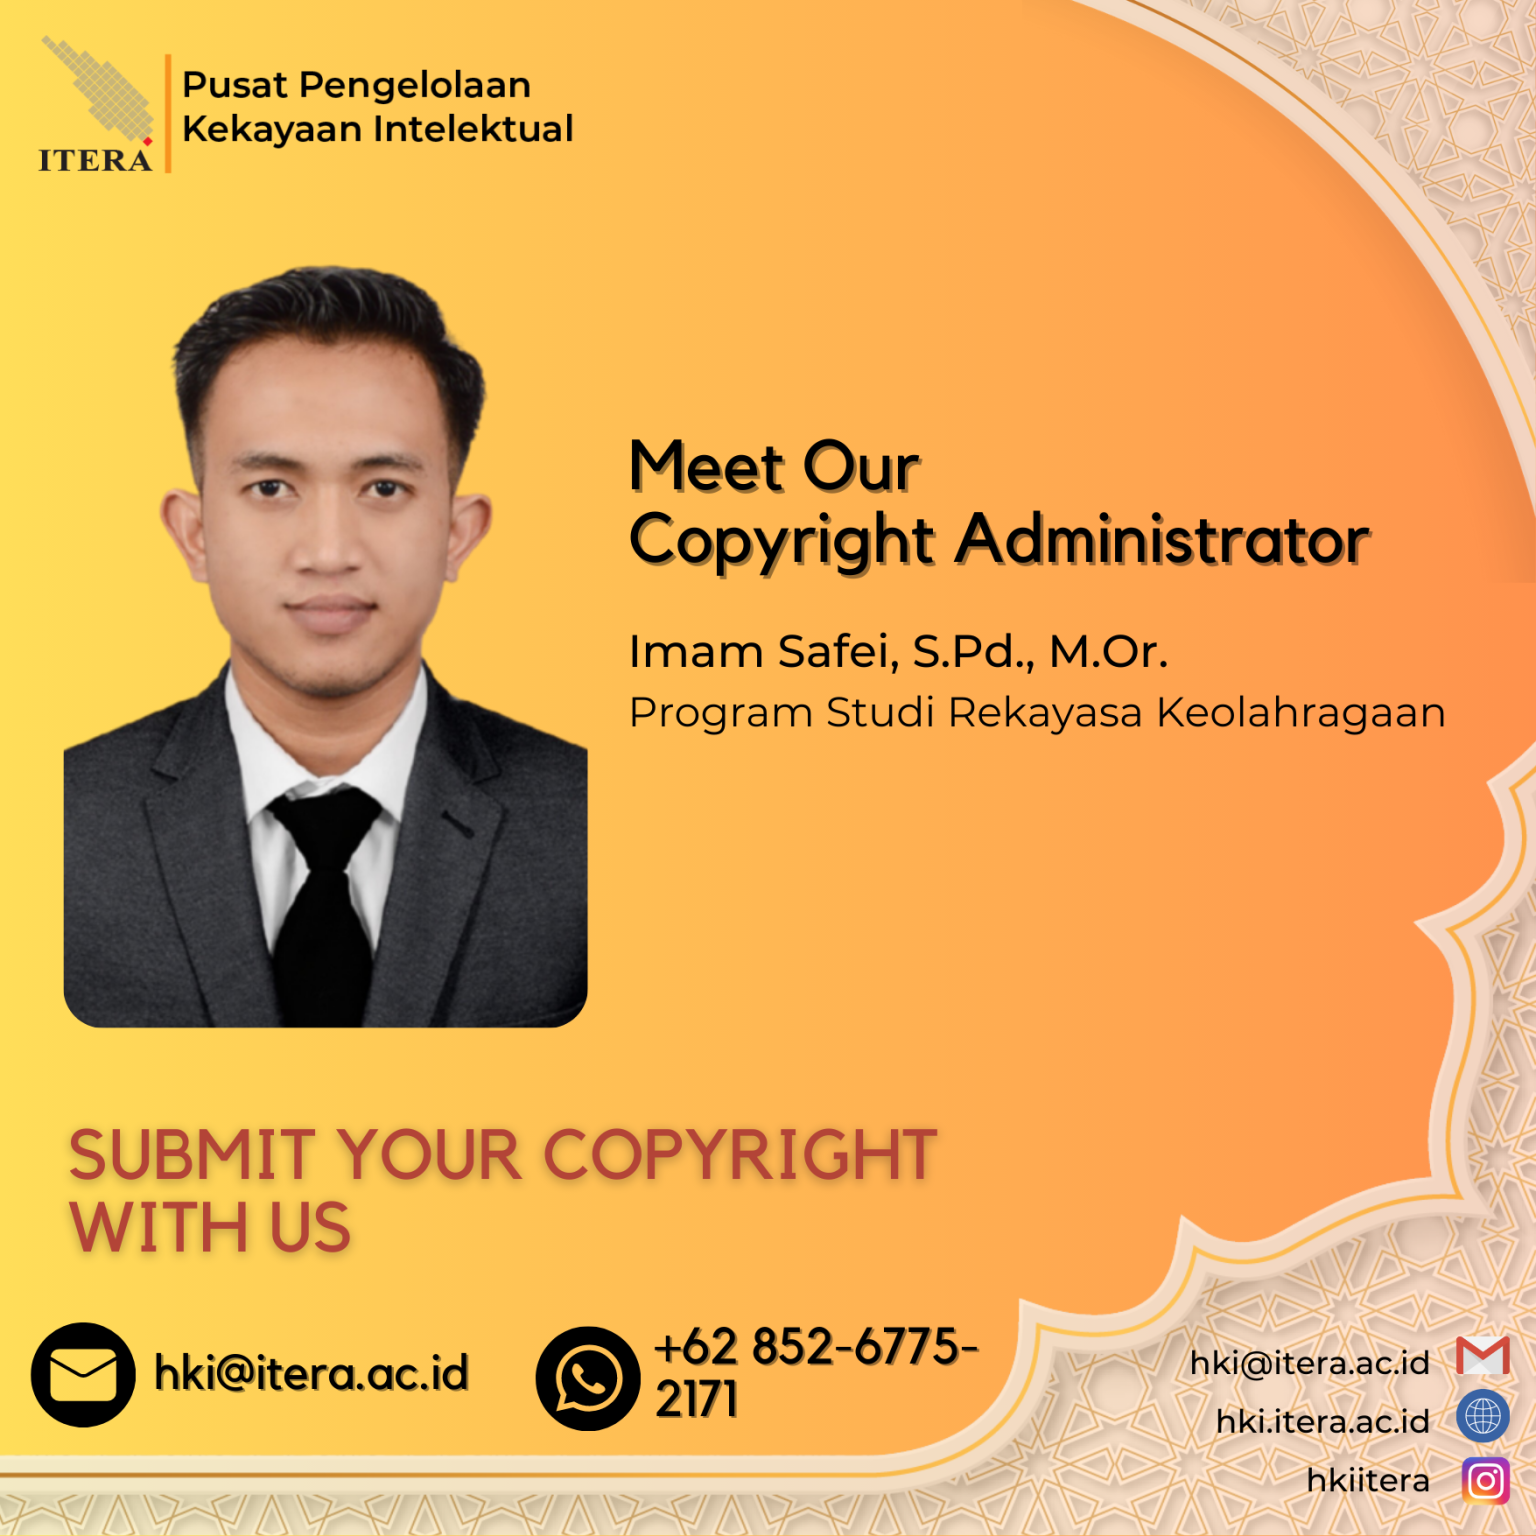 Pusat Pengelolaan
Kekayaan Intelektual
ITERA
Meet Our
Copyright Administrator
Imam Safei, S.Pd., M.Or.
Program Studi Rekayasa Keolahragaan
SUBMIT YOUR COPYRIGHT
WITH US
hki@itera.ac.id
+62 852-6775-
2171
hki@itera.ac.id
hki.itera.ac.id
hkiitera